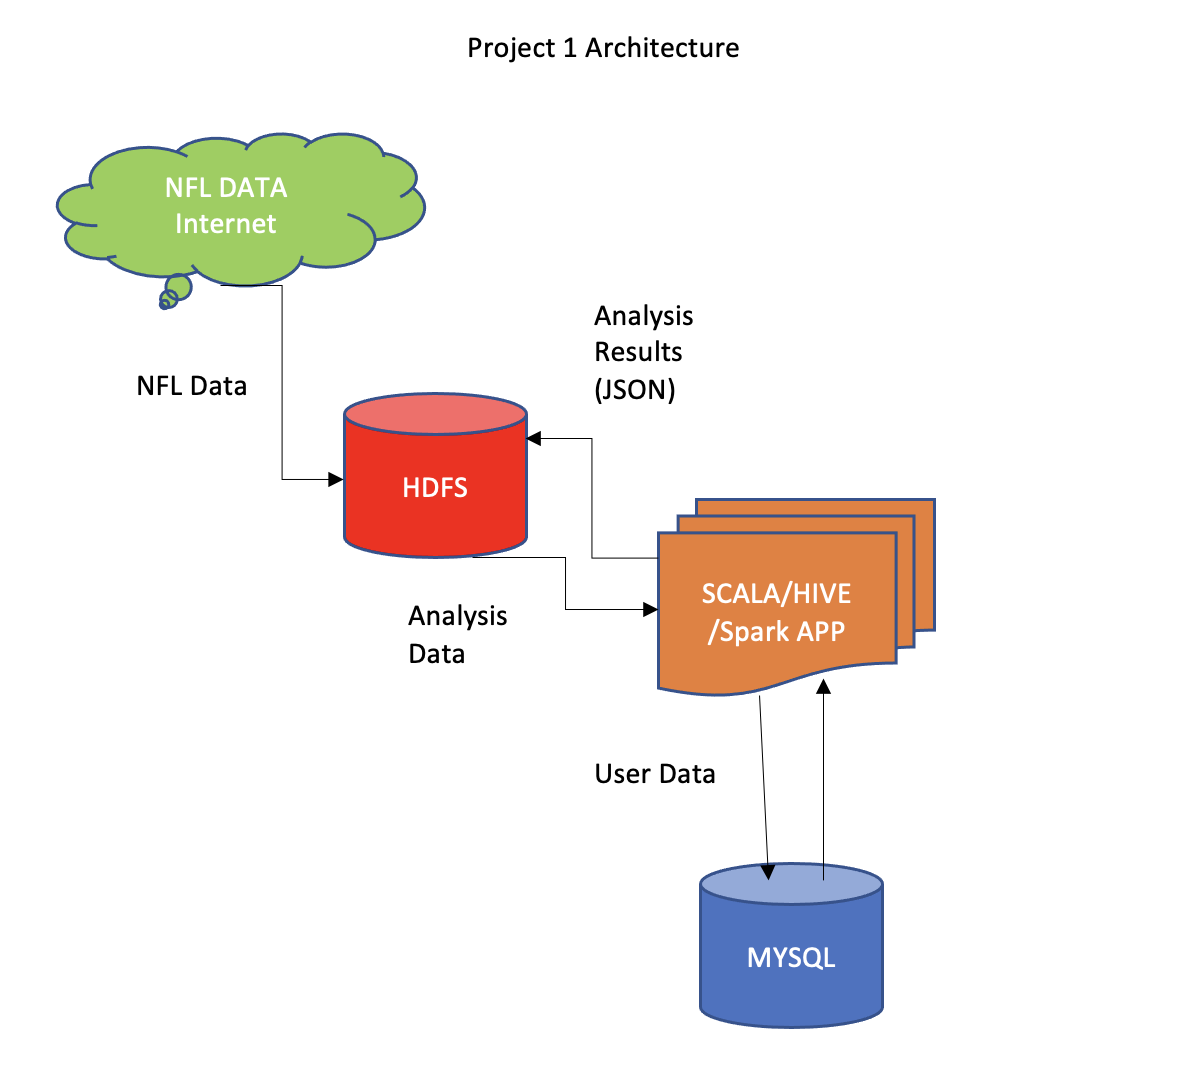 Project 1 Architecture
NFL DATA
Internet
Analysis
Results
(JSON)
NFL Data
HDFS
SCALA/HIVE
/Spark APP
Analysis
Data
User Data
MYSQL